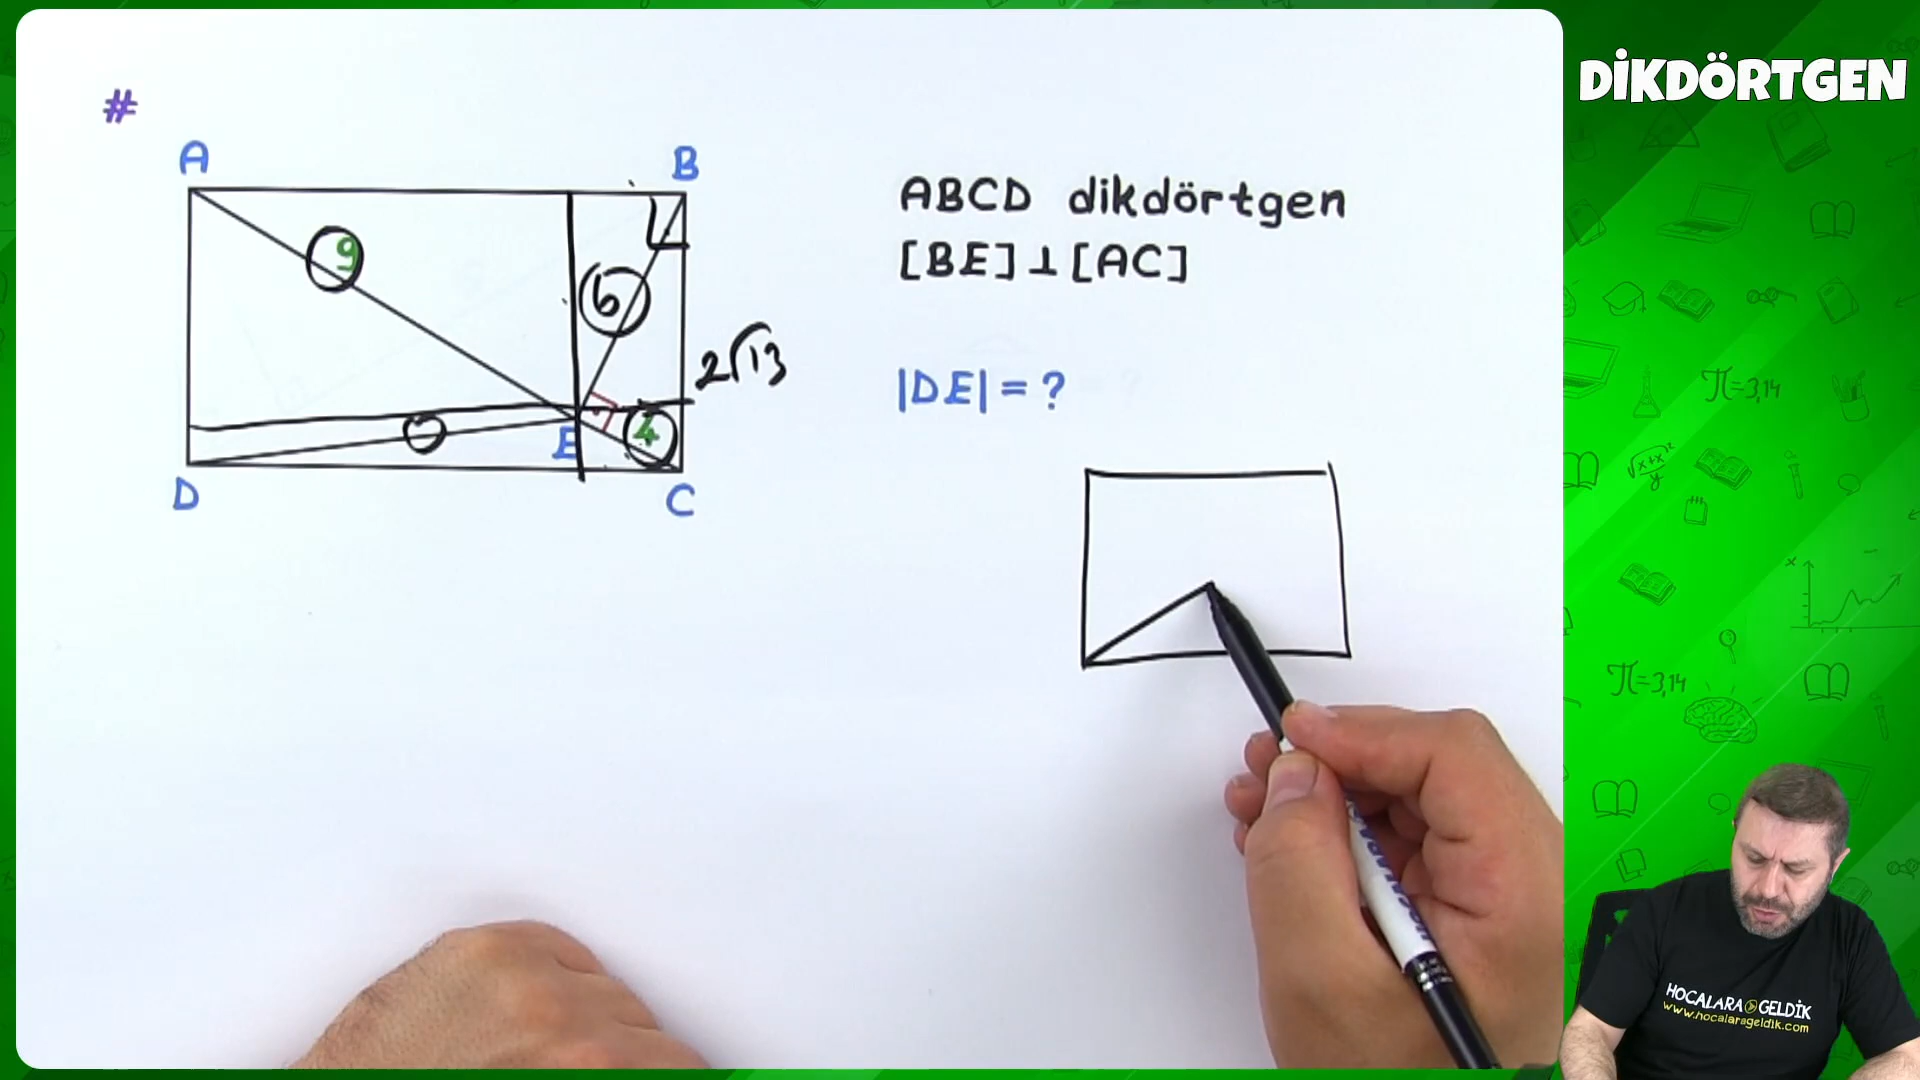 DİKDÖRTGEN
#
A
B
9
6
2√13
E
4
D
C
ABCD dikdörtgen
[BE]⊥[AC]
|DE| = ?
π=3,14
√x+x² / y
x
y
π=3,14
HOCALARA GELDİK
www.hocalarageldik.com